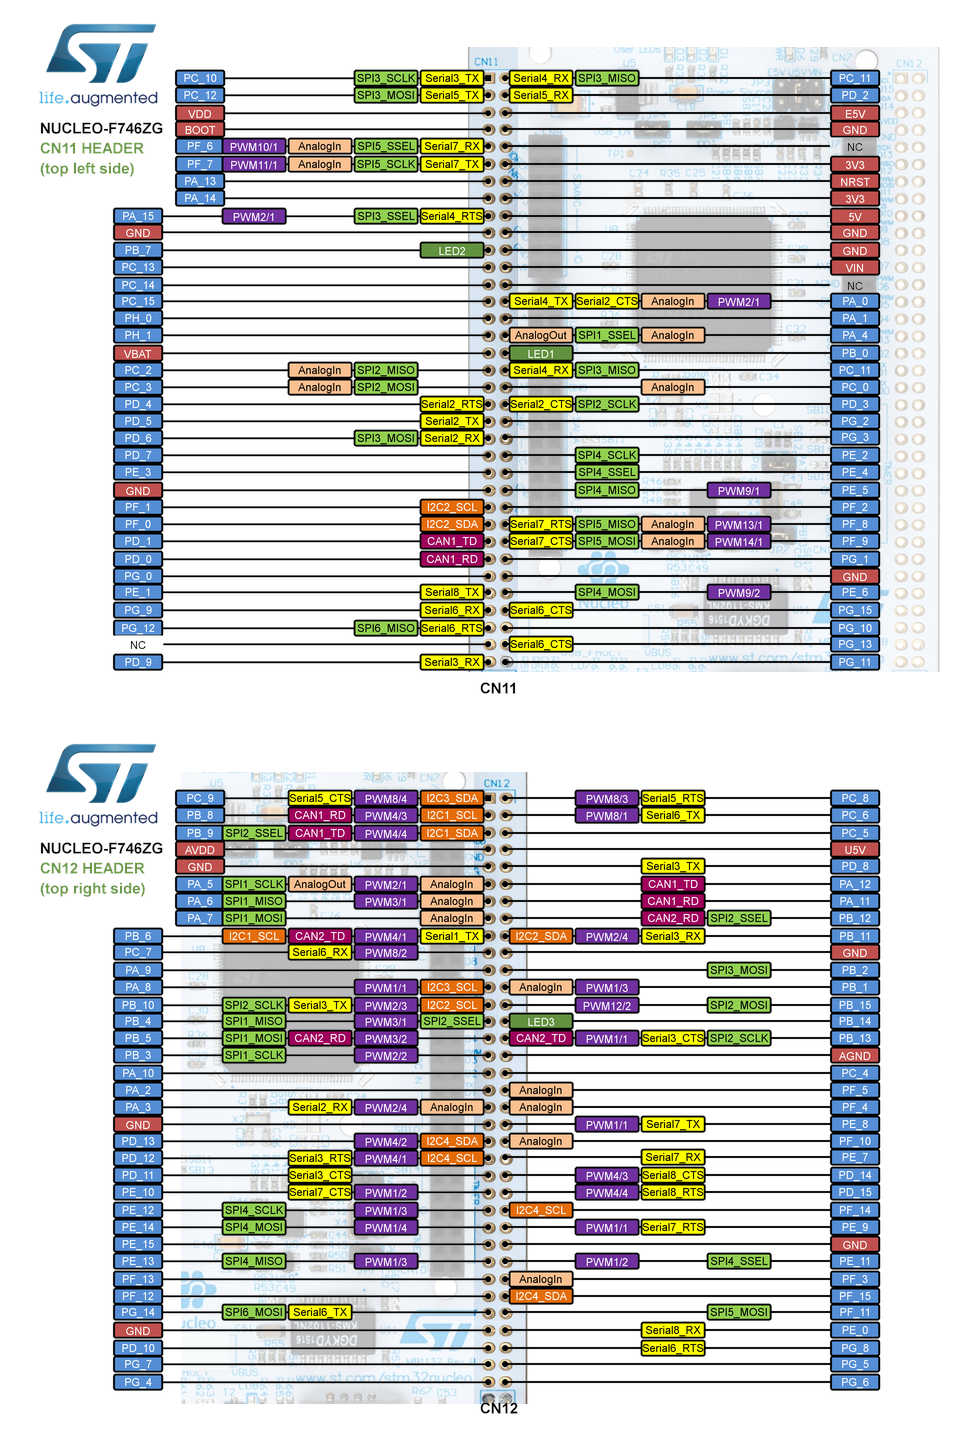 ST
life.augmented
NUCLEO-F746ZG
CN11 HEADER
(top left side)
CN11
PC_10 SPI3_SCLK Serial3_TX Serial4_RX SPI3_MISO PC_11
PC_12 SPI3_MOSI Serial5_TX Serial5_RX PD_2
VDD E5V
BOOT GND
PF_6 PWM10/1 AnalogIn SPI5_SSEL Serial7_RX NC
PF_7 PWM11/1 AnalogIn SPI5_SCLK Serial7_TX 3V3
PA_13 NRST
PA_14 3V3
PA_15 PWM2/1 SPI3_SSEL Serial4_RTS 5V
GND GND
PB_7 LED2 GND
PC_13 VIN
PC_14 NC
PC_15 Serial4_TX Serial2_CTS AnalogIn PWM2/1 PA_0
PH_0 PA_1
PH_1 AnalogOut SPI1_SSEL AnalogIn PA_4
VBAT LED1 PB_0
PC_2 AnalogIn SPI2_MISO Serial4_RX SPI3_MISO PC_11
PC_3 AnalogIn SPI2_MOSI AnalogIn PC_0
PD_4 Serial2_RTS Serial2_CTS SPI2_SCLK PD_3
PD_5 Serial2_TX PG_2
PD_6 SPI3_MOSI Serial2_RX PG_3
PD_7 SPI4_SCLK PE_2
PE_3 SPI4_SSEL PE_4
GND SPI4_MISO PWM9/1 PE_5
PF_1 I2C2_SCL PF_2
PF_0 I2C2_SDA Serial7_RTS SPI5_MISO AnalogIn PWM13/1 PF_8
PD_1 CAN1_TD Serial7_CTS SPI5_MOSI AnalogIn PWM14/1 PF_9
PD_0 CAN1_RD PG_1
PG_0 GND
PE_1 Serial8_TX SPI4_MOSI PWM9/2 PE_6
PG_9 Serial6_RX Serial6_CTS PG_15
PG_12 SPI6_MISO Serial6_RTS PG_10
NC Serial6_CTS PG_13
PD_9 Serial3_RX PG_11
CN11
ST
life.augmented
NUCLEO-F746ZG
CN12 HEADER
(top right side)
CN12
PC_9 Serial5_CTS PWM8/4 I2C3_SDA PWM8/3 Serial5_RTS PC_8
PB_8 CAN1_RD PWM4/3 I2C1_SCL PWM8/1 Serial6_TX PC_6
PB_9 SPI2_SSEL CAN1_TD PWM4/4 I2C1_SDA PC_5
AVDD U5V
GND Serial3_TX PD_8
PA_5 SPI1_SCLK AnalogOut PWM2/1 AnalogIn CAN1_TD PA_12
PA_6 SPI1_MISO PWM3/1 AnalogIn CAN1_RD PA_11
PA_7 SPI1_MOSI AnalogIn CAN2_RD SPI2_SSEL PB_12
PB_6 I2C1_SCL CAN2_TD PWM4/1 Serial1_TX I2C2_SDA PWM2/4 Serial3_RX PB_11
PC_7 Serial6_RX PWM8/2 GND
PA_9 SPI3_MOSI PB_2
PA_8 PWM1/1 I2C3_SCL AnalogIn PWM1/3 PB_1
PB_10 SPI2_SCLK Serial3_TX PWM2/3 I2C2_SCL PWM12/2 SPI2_MOSI PB_15
PB_4 SPI1_MISO PWM3/1 SPI2_SSEL LED3 PB_14
PB_5 SPI1_MOSI CAN2_RD PWM3/2 CAN2_TD PWM1/1 Serial3_CTS SPI2_SCLK PB_13
PB_3 SPI1_SCLK PWM2/2 AGND
PA_10 PC_4
PA_2 AnalogIn PF_5
PA_3 Serial2_RX PWM2/4 AnalogIn AnalogIn PF_4
GND PWM1/1 Serial7_TX PE_8
PD_13 PWM4/2 I2C4_SDA AnalogIn PF_10
PD_12 Serial3_RTS PWM4/1 I2C4_SCL Serial7_RX PE_7
PD_11 Serial3_CTS PWM4/3 Serial8_CTS PD_14
PE_10 Serial7_CTS PWM1/2 PWM4/4 Serial8_RTS PD_15
PE_12 SPI4_SCLK PWM1/3 I2C4_SCL PF_14
PE_14 SPI4_MOSI PWM1/4 PWM1/1 Serial7_RTS PE_9
PE_15 GND
PE_13 SPI4_MISO PWM1/3 PWM1/2 SPI4_SSEL PE_11
PF_13 AnalogIn PF_3
PF_12 I2C4_SDA PF_15
PG_14 SPI6_MOSI Serial6_TX SPI5_MOSI PF_11
GND Serial8_RX PE_0
PD_10 Serial6_RTS PG_8
PG_7 PG_5
PG_4 PG_6
CN12